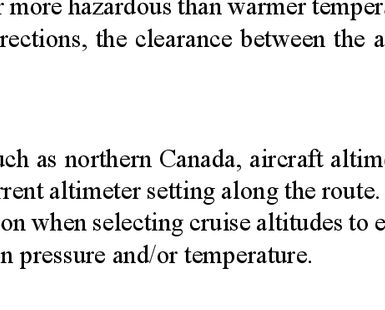 r more hazardous than warmer tempera
rections, the clearance between the a
uch as northern Canada, aircraft altime
rrent altimeter setting along the route.
on when selecting cruise altitudes to e
n pressure and/or temperature.